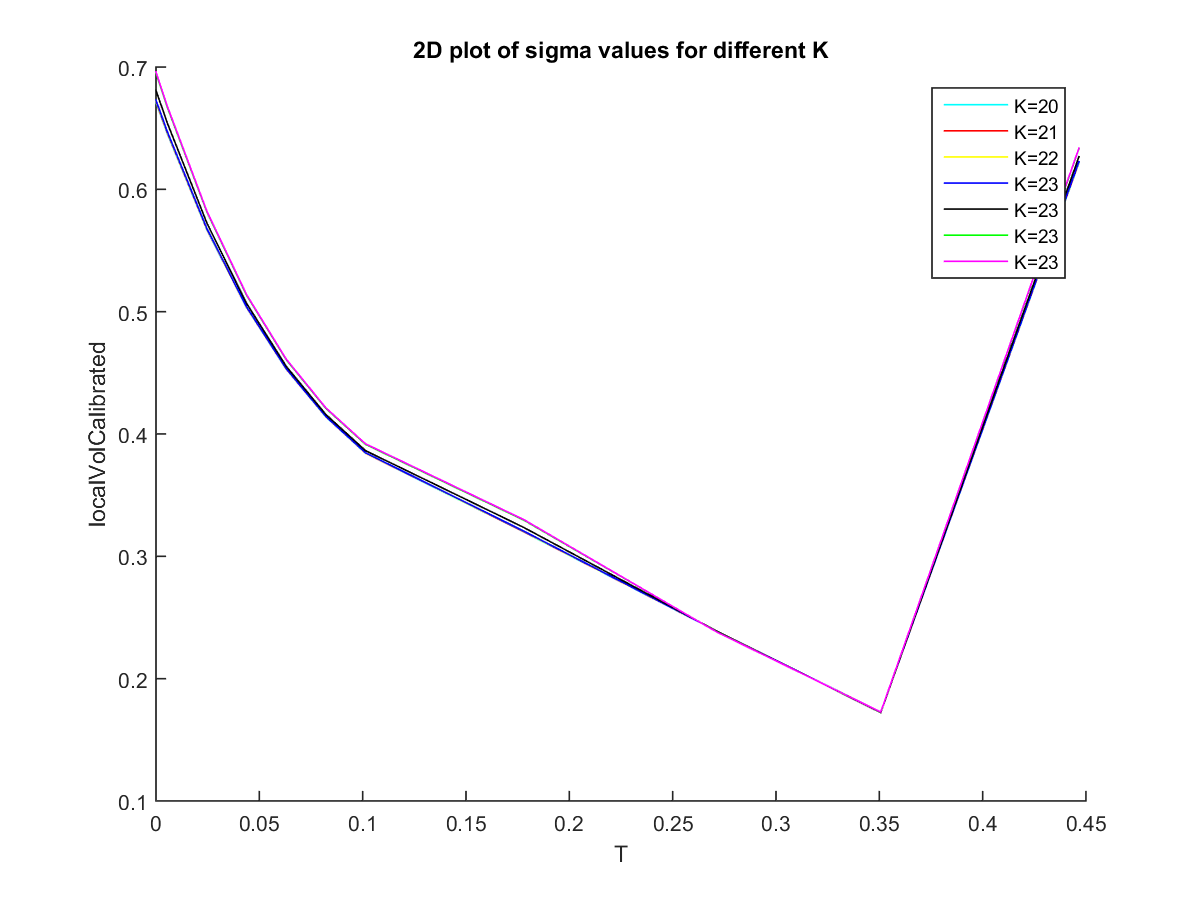 2D plot of sigma values for different K
0.7
0.6
0.5
0.4
0.3
0.2
0.1
localVolCalibrated
K=20
K=21
K=22
K=23
K=23
K=23
K=23
0 0.05 0.1 0.15 0.2 0.25 0.3 0.35 0.4 0.45
T